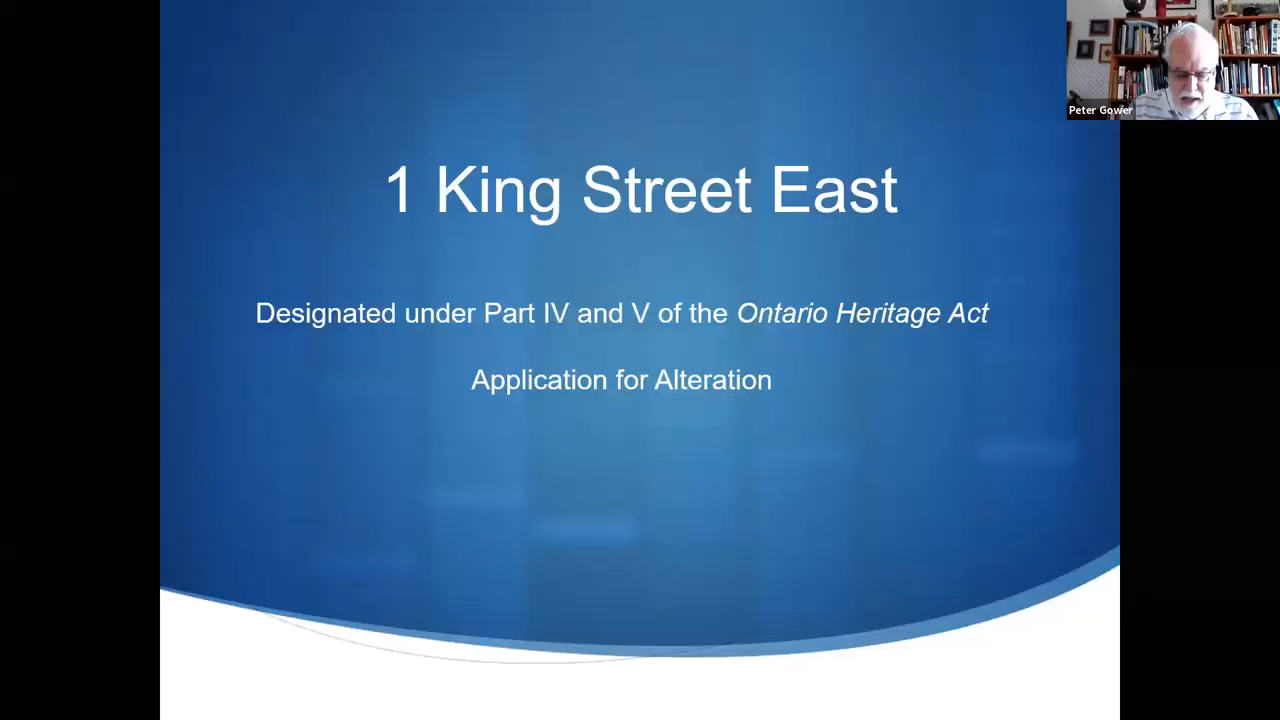 Peter Gower
1 King Street East
Designated under Part IV and V of the Ontario Heritage Act
Application for Alteration